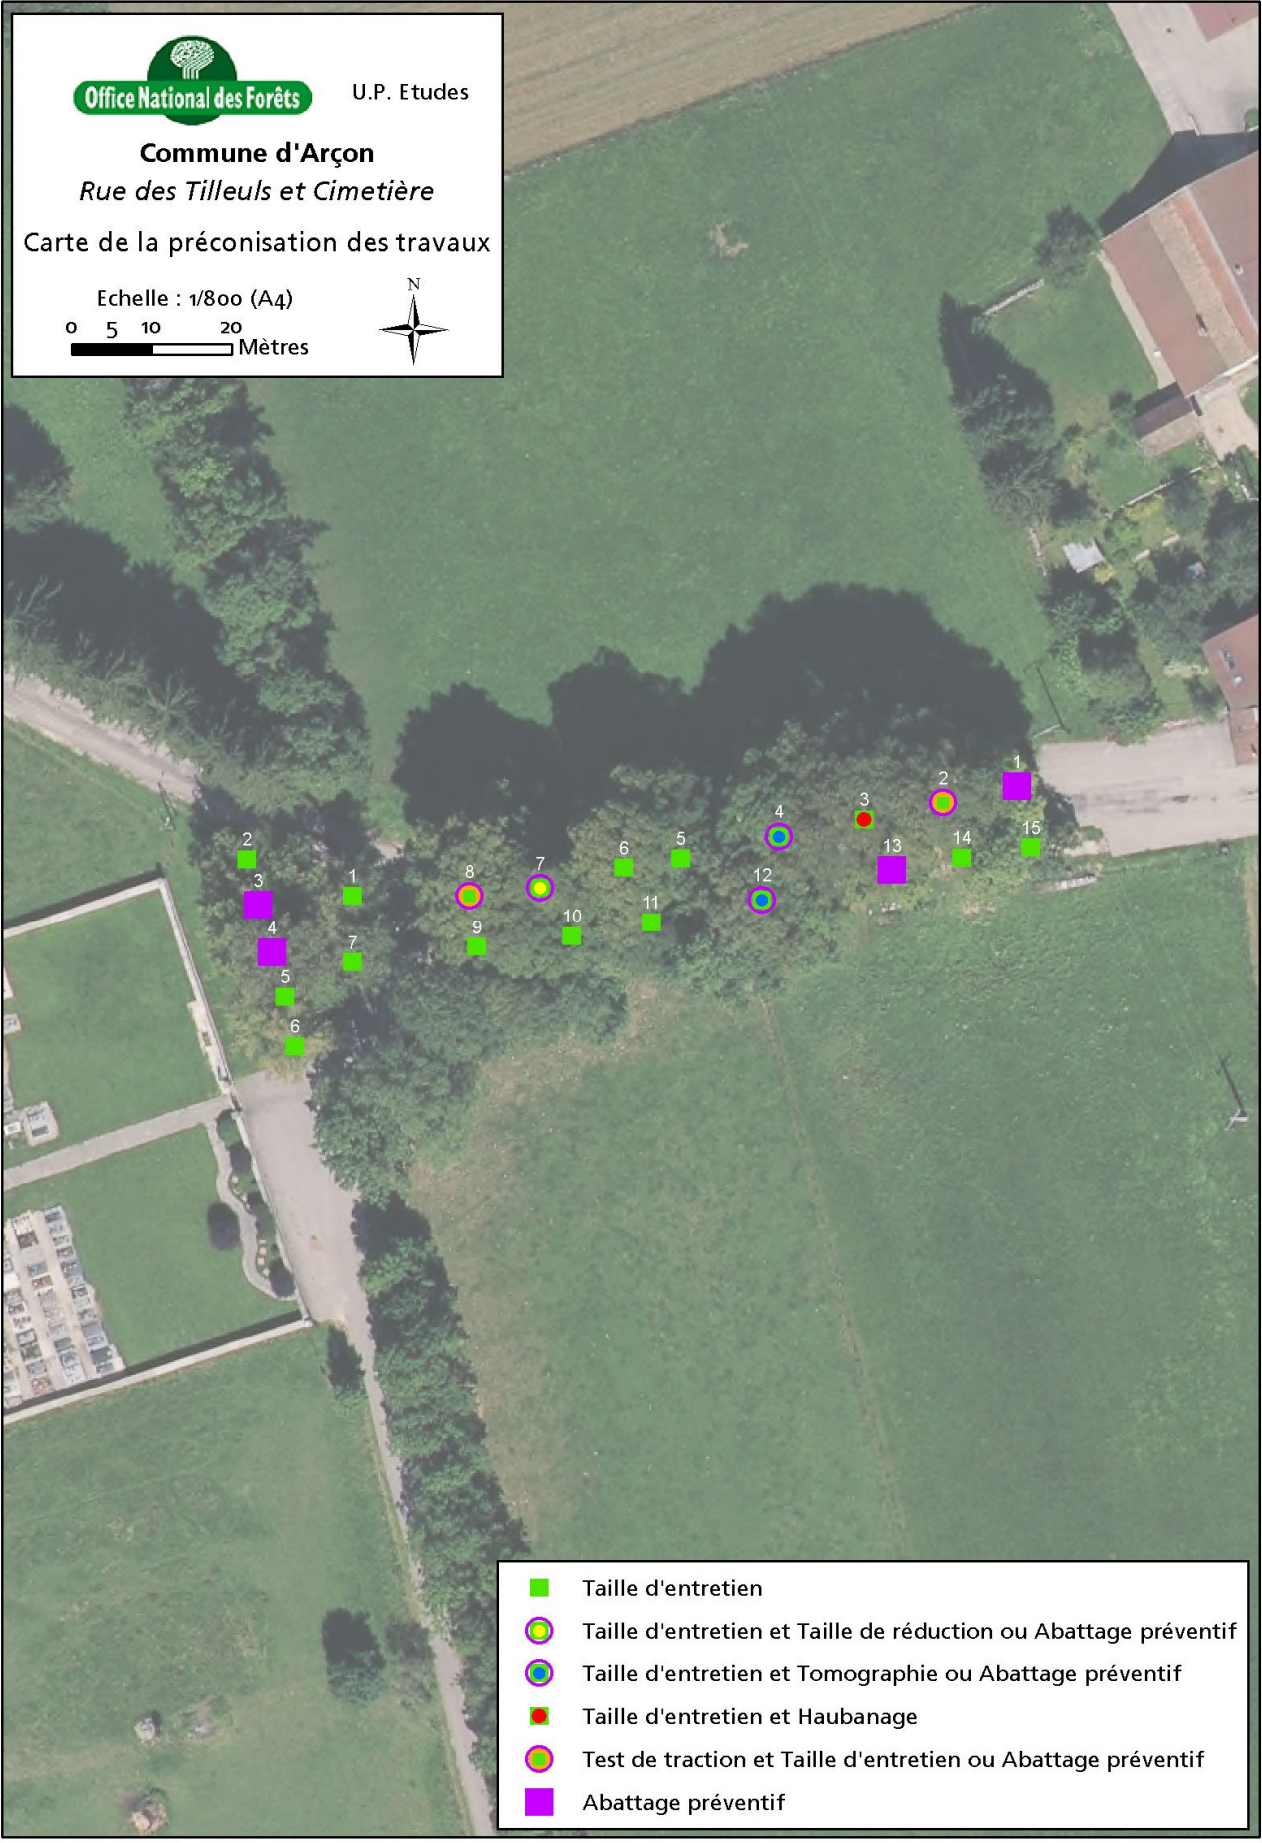 Office National des Forêts
U.P. Etudes
Commune d'Arçon
Rue des Tilleuls et Cimetière
Carte de la préconisation des travaux
Echelle : 1/800 (A4)
N
0 5 10 20
Mètres
1
2
3
4
13
14
15
5
6
12
7
8
11
10
9
2
1
3
4
7
5
6
Taille d'entretien
Taille d'entretien et Taille de réduction ou Abattage préventif
Taille d'entretien et Tomographie ou Abattage préventif
Taille d'entretien et Haubanage
Test de traction et Taille d'entretien ou Abattage préventif
Abattage préventif